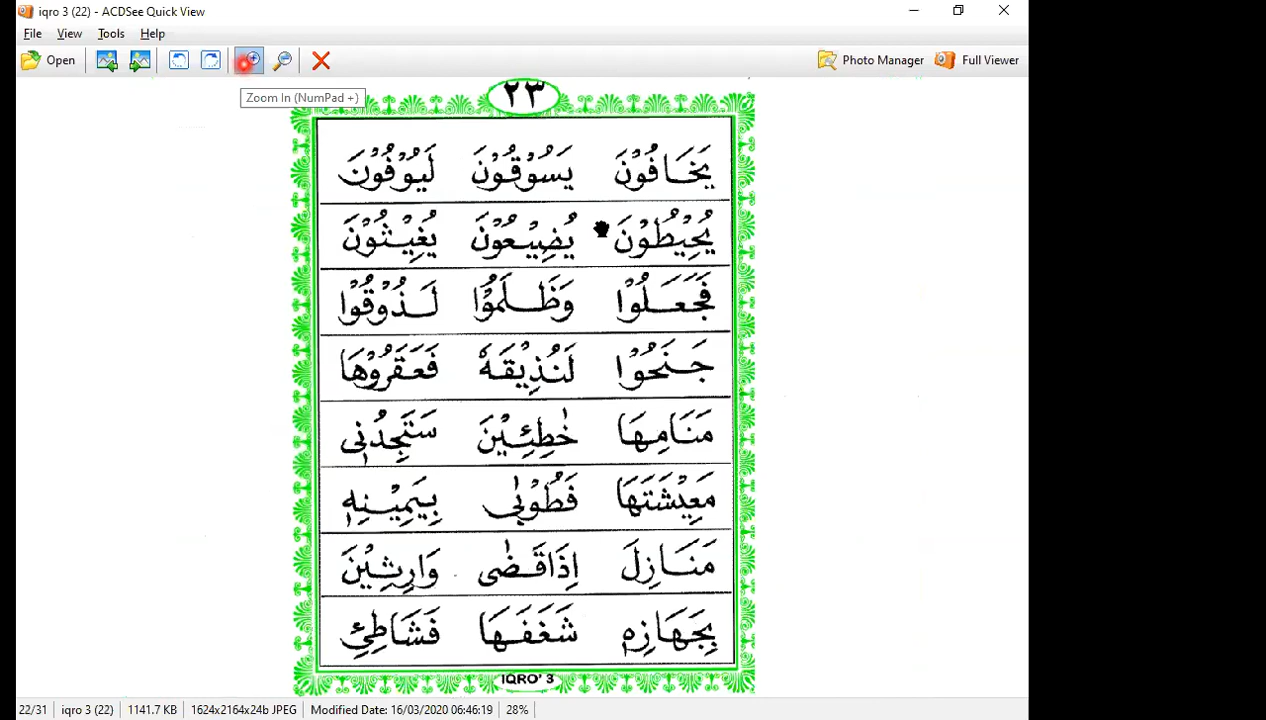 iqro 3 (22) - ACDSee Quick View
File View Tools Help
Open Photo Manager Full Viewer
Zoom In (NumPad +)
٢٣
يَخَافُوْنَ يَسُوْقُوْنَ لَيُوْفُوْنَ
يُحِيْطُوْنَ يُضِيْعُوْنَ يُغِيْثُوْنَ
فَجَعَلُوْا وَظَلَمُوْا لَذُوْقُوْا
جَنَحُوْا لَنُذِيْقَهٗ فَعَقَرُوْهَا
مَنَامِهَا خٰطِئِيْنَ سَتَجِدُنِٖى
مَعِيْشَتَهَا فَطُوْبٰى بِيَمِيْنِهٖ
مَنَازِلَ اِذَاقَضٰى وَارِثِيْنَ
بِجَهَازِهٖ شَغَفَهَا فَشَاطِئِ
IQRO' 3
22/31 iqro 3 (22) 1141.7 KB 1624x2164x24b JPEG Modified Date: 16/03/2020 06:46:19 28%